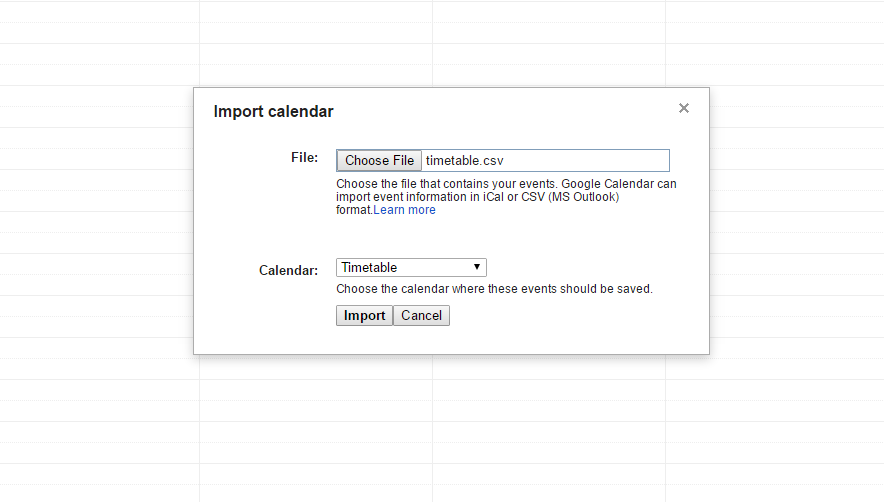 Import calendar ×
File: Choose File timetable.csv
Choose the file that contains your events. Google Calendar can
import event information in iCal or CSV (MS Outlook)
format.Learn more
Calendar: Timetable
Choose the calendar where these events should be saved.
Import Cancel